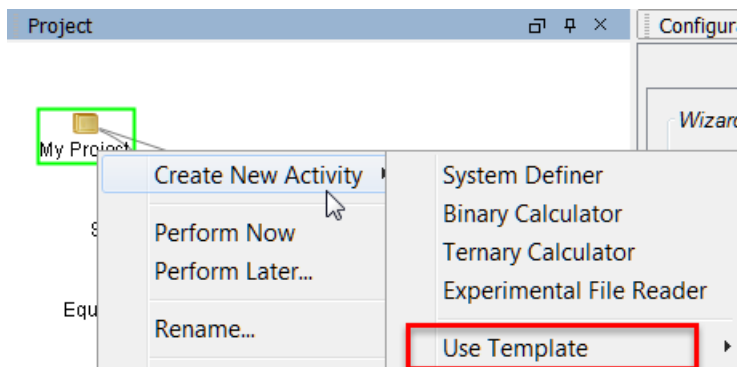 Project
Configur
Wizard
My Project
Create New Activity
System Definer
Binary Calculator
Perform Now
Ternary Calculator
Perform Later...
Experimental File Reader
Equ
Rename...
Use Template